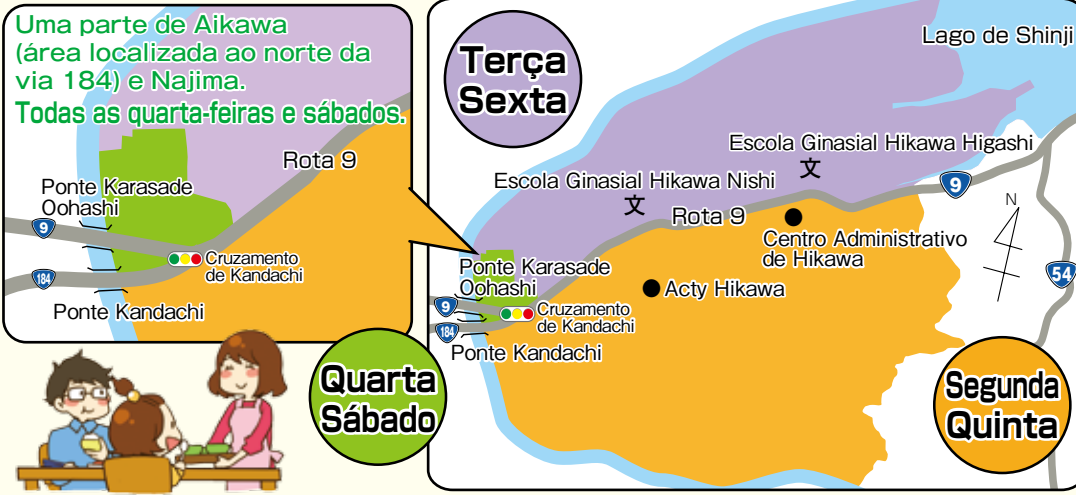 Uma parte de Aikawa
(área localizada ao norte da
via 184) e Najima.
Todas as quarta-feiras e sábados.
Rota 9
Ponte Karasade
Oohashi
9
Cruzamento
de Kandachi
184
Ponte Kandachi
Terça
Sexta
Lago de Shinji
Escola Ginasial Hikawa Higashi
文
Escola Ginasial Hikawa Nishi
文
9
Rota 9
N
Centro Administrativo
de Hikawa
54
Ponte Karasade
Oohashi
Acty Hikawa
9
Cruzamento
de Kandachi
184
Ponte Kandachi
Quarta
Sábado
Segunda
Quinta